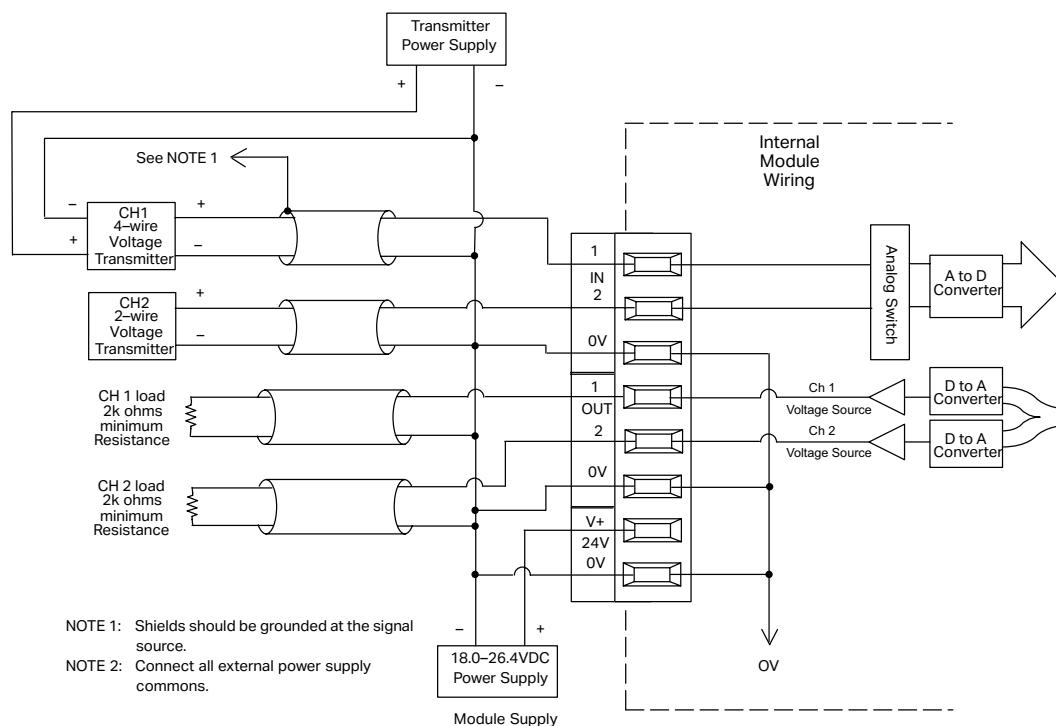 Transmitter
Power Supply
+
–
Internal
Module
Wiring
See NOTE 1
–
+
CH1
4–wire
Voltage
Transmitter
+
–
1
IN
2
0V
Analog Switch
A to D
Converter
CH2
2–wire
Voltage
Transmitter
+
–
CH 1 load
2k ohms
minimum
Resistance
1
OUT
2
0V
Ch 1
Voltage Source
D to A
Converter
Ch 2
Voltage Source
D to A
Converter
CH 2 load
2k ohms
minimum
Resistance
V+
24V
0V
NOTE 1: Shields should be grounded at the signal
source.
NOTE 2: Connect all external power supply
commons.
–
+
18.0–26.4VDC
Power Supply
Module Supply
OV